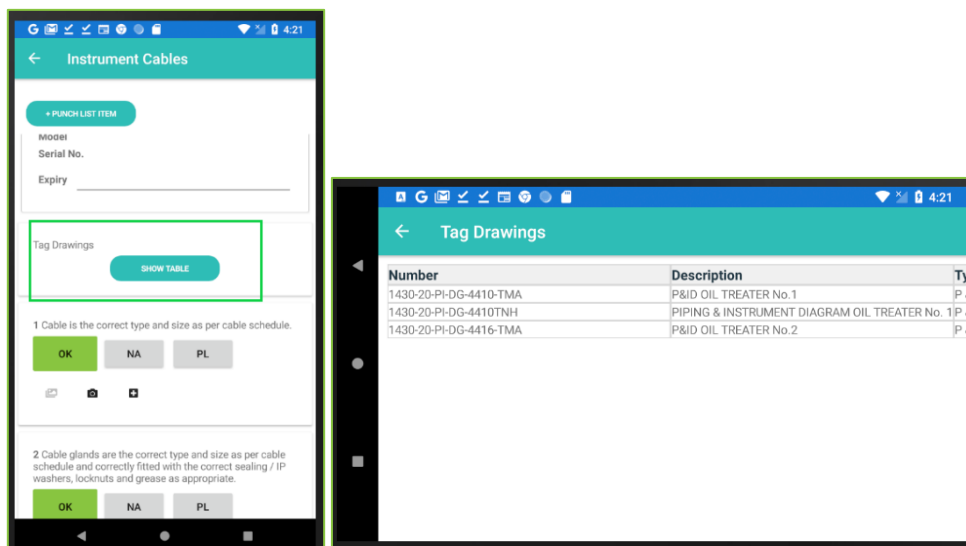 4:21
Instrument Cables
+ PUNCH LIST ITEM
Model
Serial No.
Expiry
Tag Drawings
SHOW TABLE
1 Cable is the correct type and size as per cable schedule.
OK NA PL
2 Cable glands are the correct type and size as per cable
schedule and correctly fitted with the correct sealing / IP
washers, locknuts and grease as appropriate.
OK NA PL
4:21
Tag Drawings
Number Description Ty
1430-20-PI-DG-4410-TMA P&ID OIL TREATER No.1 P
1430-20-PI-DG-4410TNH PIPING & INSTRUMENT DIAGRAM OIL TREATER No. 1 P
1430-20-PI-DG-4416-TMA P&ID OIL TREATER No.2 P